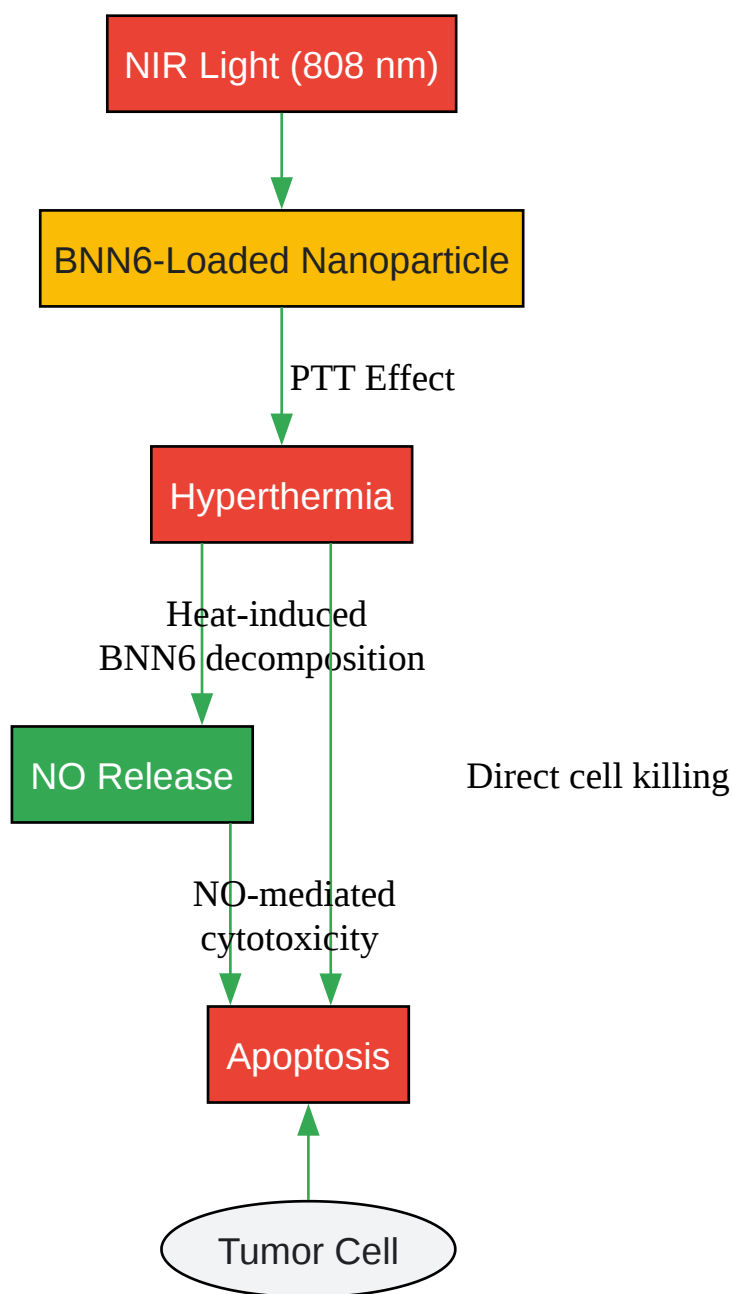 NIR Light (808 nm)
BNN6-Loaded Nanoparticle
PTT Effect
Hyperthermia
Heat-induced
BNN6 decomposition
NO Release
Direct cell killing
NO-mediated
cytotoxicity
Apoptosis
Tumor Cell